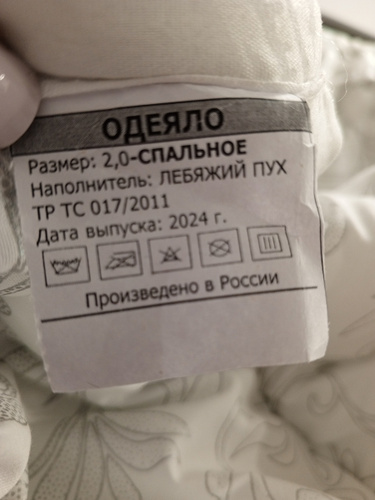 ОДЕЯЛО
Размер: 2,0-СПАЛЬНОЕ
Наполнитель: ЛЕБЯЖИЙ ПУХ
ТР ТС 017/2011
Дата выпуска: 2024 г.
Произведено в России